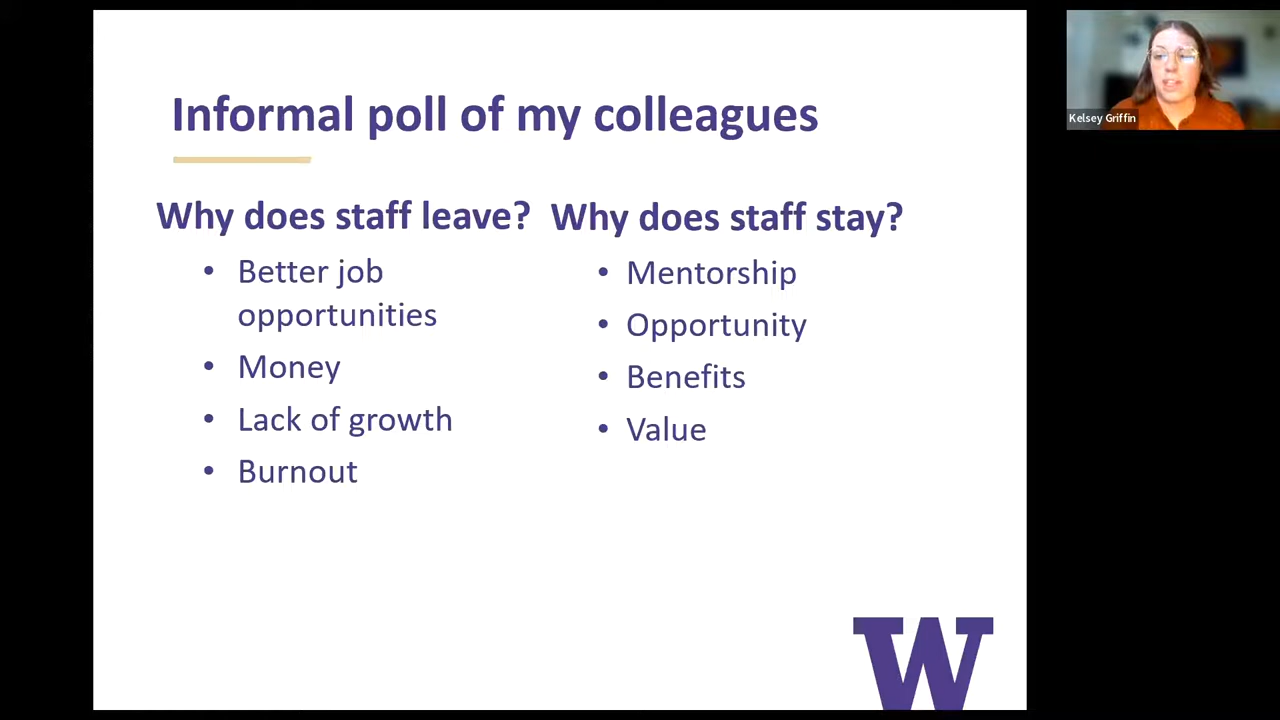 Informal poll of my colleagues
Why does staff leave?
• Better job
opportunities
• Money
• Lack of growth
• Burnout
Why does staff stay?
• Mentorship
• Opportunity
• Benefits
• Value
W
Kelsey Griffin